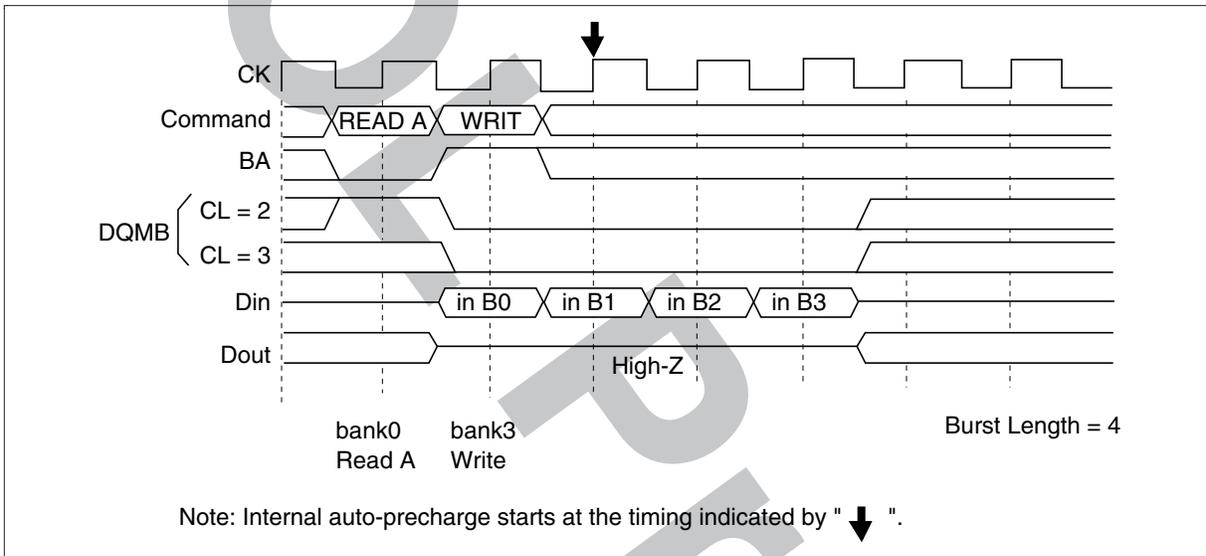 CK
Command READ A WRIT
BA
DQMB CL = 2
CL = 3
Din in B0 in B1 in B2 in B3
Dout High-Z
bank0 bank3 Burst Length = 4
Read A Write
Note: Internal auto-precharge starts at the timing indicated by " ".